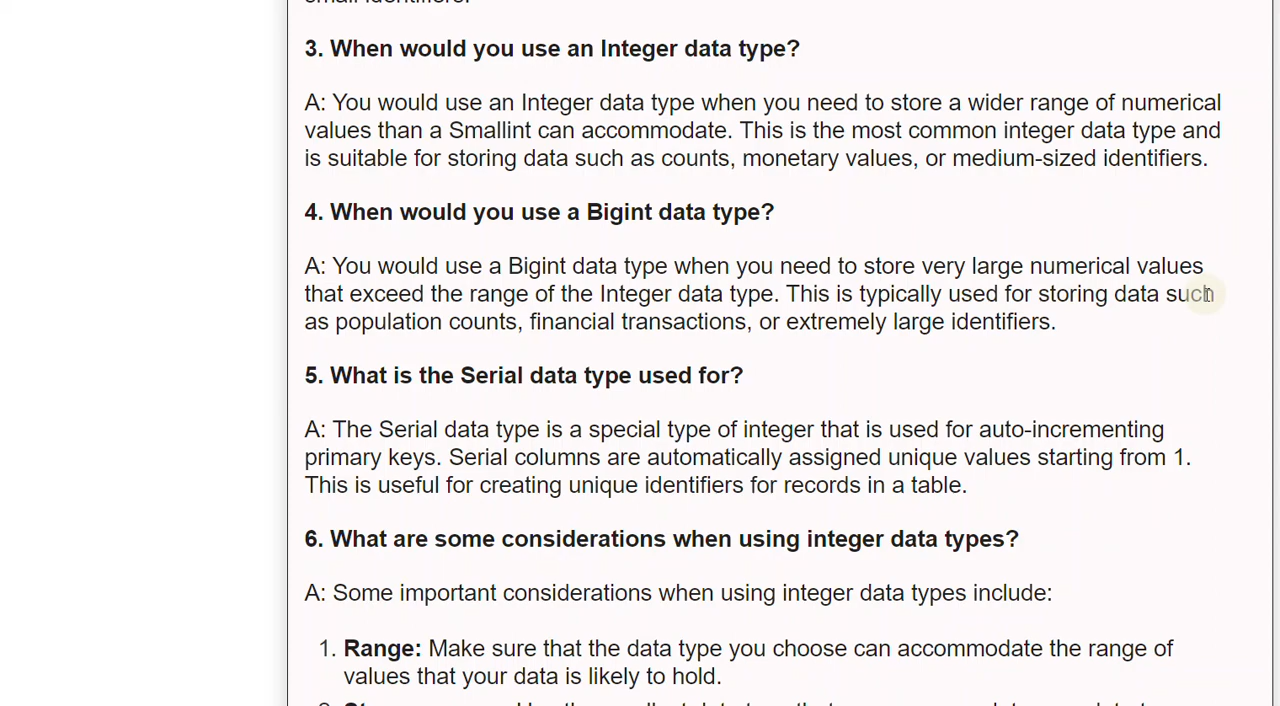 3. When would you use an Integer data type?
A: You would use an Integer data type when you need to store a wider range of numerical
values than a Smallint can accommodate. This is the most common integer data type and
is suitable for storing data such as counts, monetary values, or medium-sized identifiers.
4. When would you use a Bigint data type?
A: You would use a Bigint data type when you need to store very large numerical values
that exceed the range of the Integer data type. This is typically used for storing data such
as population counts, financial transactions, or extremely large identifiers.
5. What is the Serial data type used for?
A: The Serial data type is a special type of integer that is used for auto-incrementing
primary keys. Serial columns are automatically assigned unique values starting from 1.
This is useful for creating unique identifiers for records in a table.
6. What are some considerations when using integer data types?
A: Some important considerations when using integer data types include:
1. Range: Make sure that the data type you choose can accommodate the range of
values that your data is likely to hold.